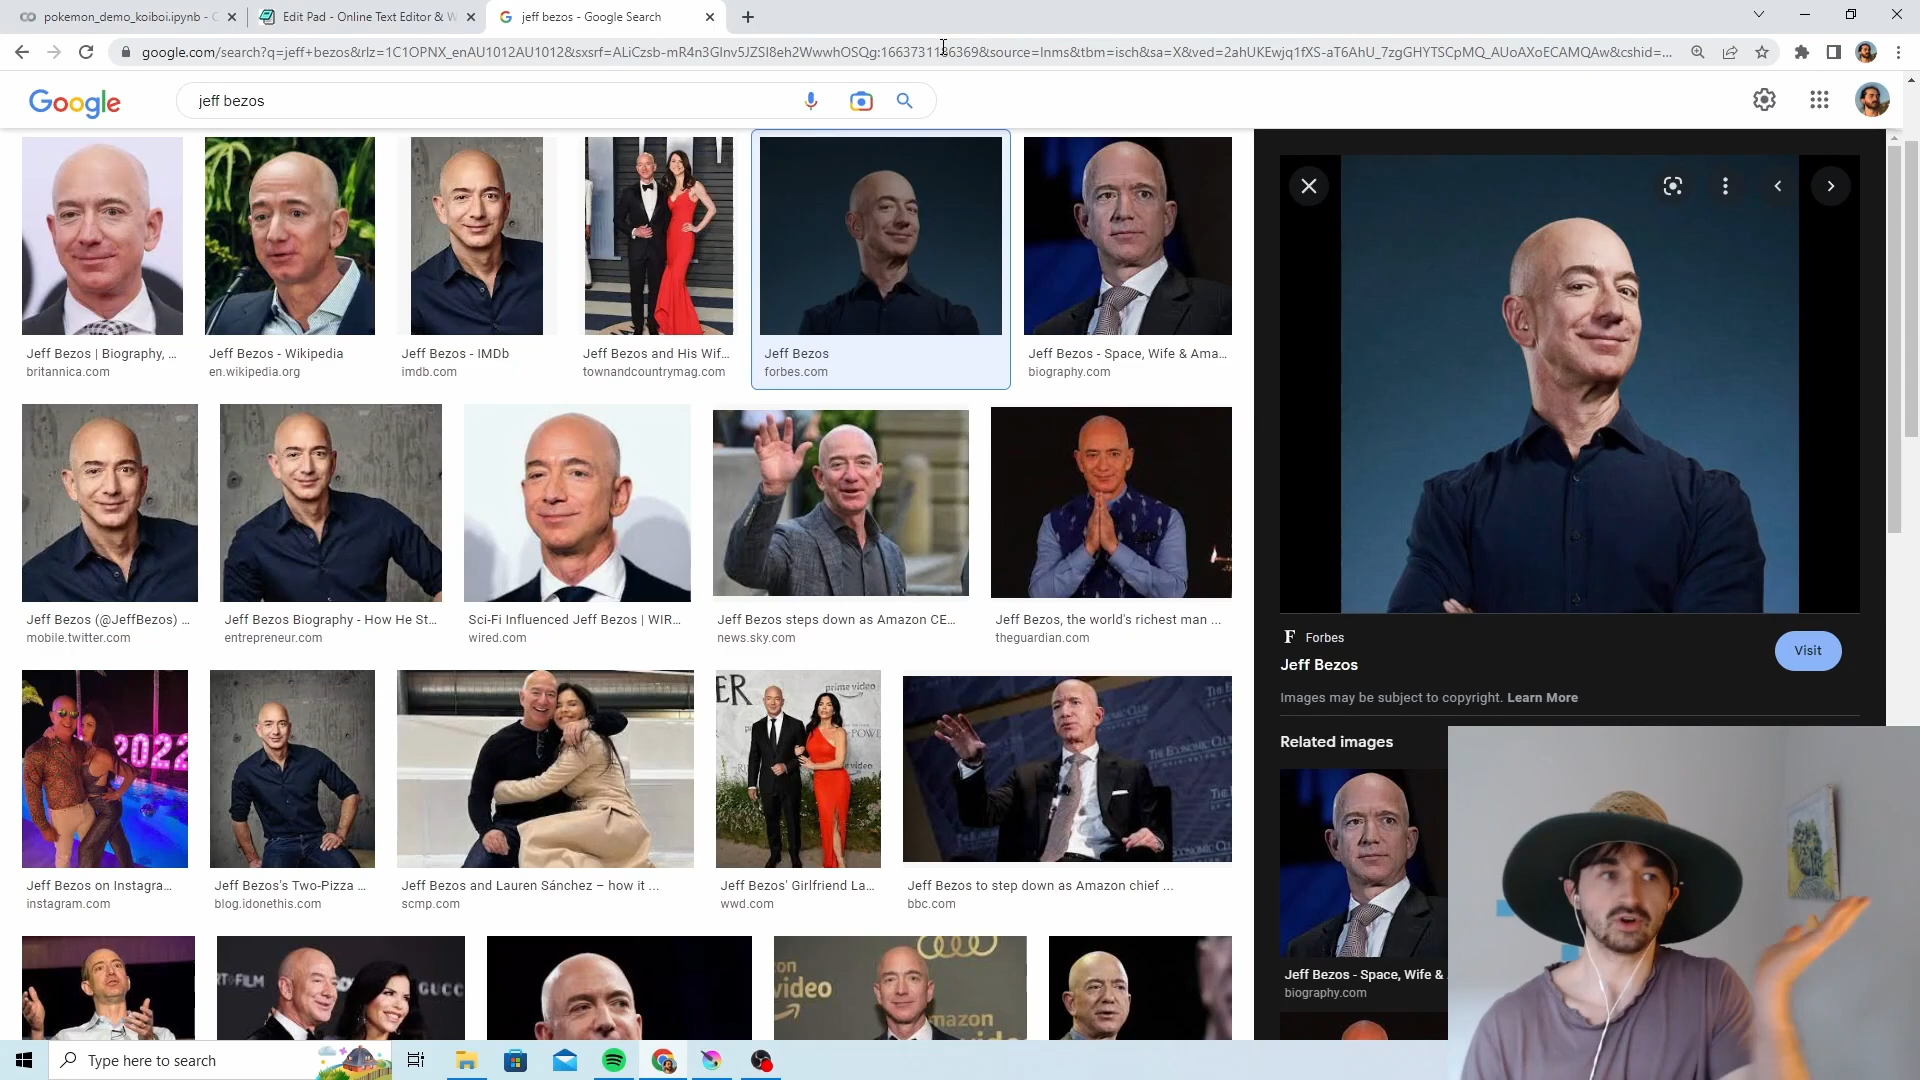 pokemon_demo_koiboi.ipynb - C
Edit Pad - Online Text Editor & W
jeff bezos - Google Search
google.com/search?q=jeff+bezos&rlz=1C1OPNX_enAU1012AU1012&sxsrf=ALiCzsb-mR4n3GInv5JZSI8eh2WwwhOSQg:1663731186369&source=lnms&tbm=isch&sa=X&ved=2ahUKEwjq1fXS-aT6AhU_7zgGHYTSCpMQ_AUoAXoECAMQAw&cshid=...
Google
jeff bezos
Jeff Bezos | Biography, ...
britannica.com
Jeff Bezos - Wikipedia
en.wikipedia.org
Jeff Bezos - IMDb
imdb.com
Jeff Bezos and His Wif...
townandcountrymag.com
Jeff Bezos
forbes.com
Jeff Bezos - Space, Wife & Ama...
biography.com
Jeff Bezos (@JeffBezos) ...
mobile.twitter.com
Jeff Bezos Biography - How He St...
entrepreneur.com
Sci-Fi Influenced Jeff Bezos | WIR...
wired.com
Jeff Bezos steps down as Amazon CE...
news.sky.com
Jeff Bezos, the world's richest man ...
theguardian.com
F Forbes
Jeff Bezos
Visit
Images may be subject to copyright. Learn More
Related images
2022
ER
prime video
THE ECONOMIC CLUB
Jeff Bezos on Instagra...
instagram.com
Jeff Bezos's Two-Pizza ...
blog.idonethis.com
Jeff Bezos and Lauren Sánchez – how it ...
scmp.com
Jeff Bezos' Girlfriend La...
wwd.com
Jeff Bezos to step down as Amazon chief ...
bbc.com
Jeff Bezos - Space, Wife &
biography.com
GUCC
video
Type here to search